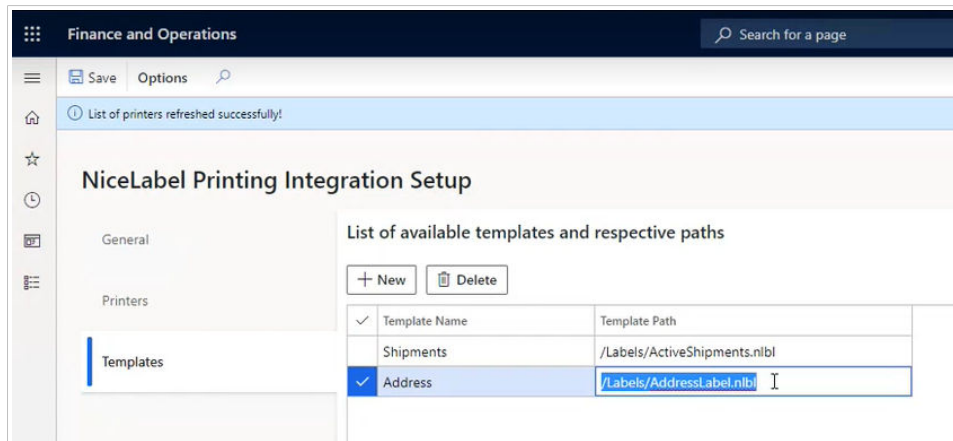 Finance and Operations
Search for a page
Save Options
List of printers refreshed successfully!
NiceLabel Printing Integration Setup
General
Printers
Templates
List of available templates and respective paths
New Delete
Template Name Template Path
Shipments /Labels/ActiveShipments.nlbl
Address /Labels/AddressLabel.nlbl